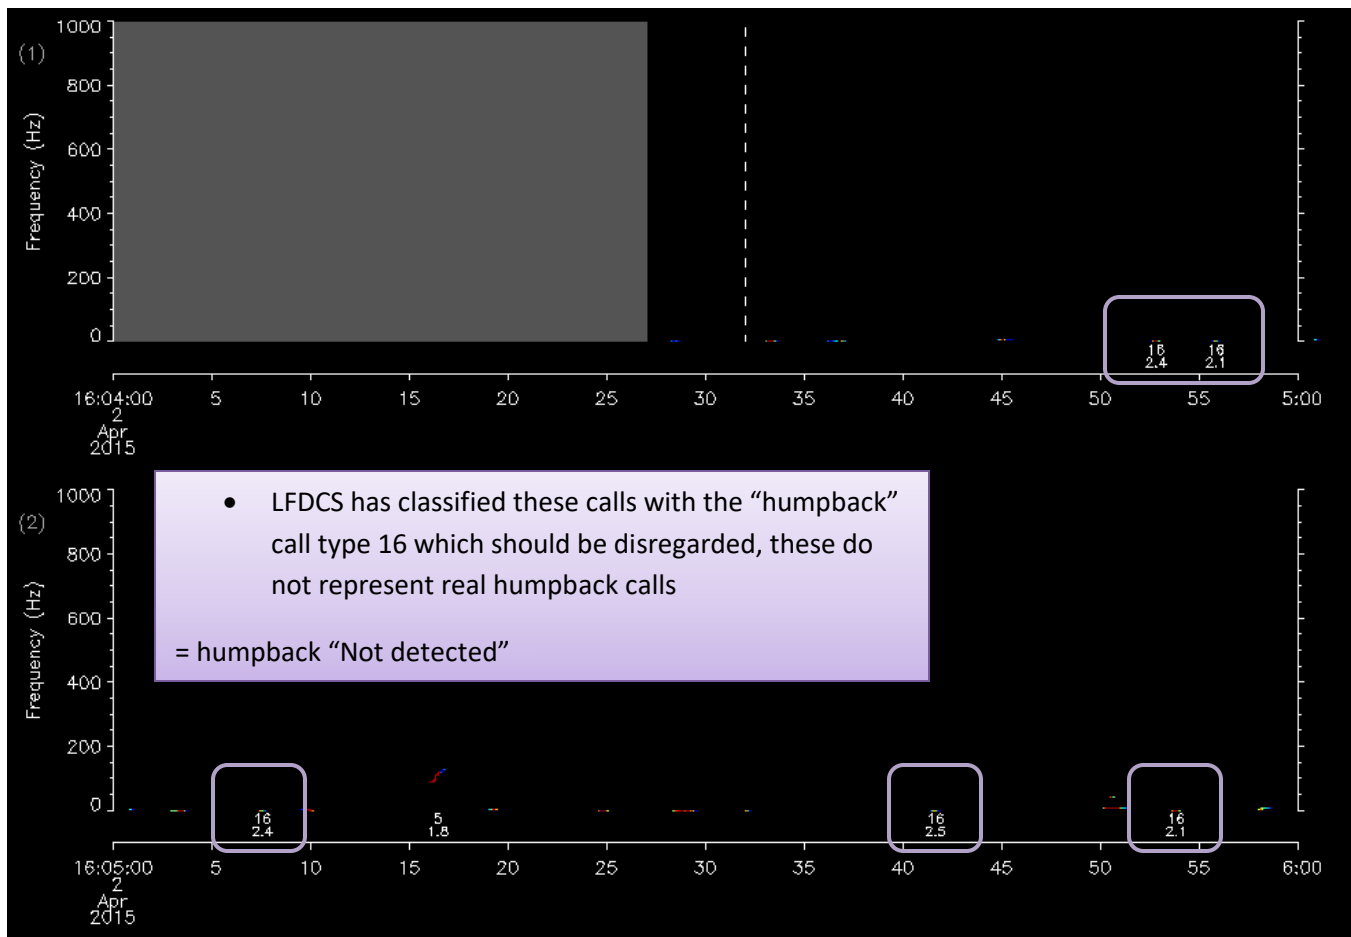 (1)
Frequency (Hz)
1000
800
600
400
200
0
16 16
2.4 2.1
16:04:00 5 10 15 20 25 30 35 40 45 50 55 5:00
2
Apr
2015
(2)
Frequency (Hz)
1000
800
600
400
200
0
• LFDCS has classified these calls with the “humpback”
call type 16 which should be disregarded, these do
not represent real humpback calls
= humpback “Not detected”
16 5 16 16
2.4 1.8 2.5 2.1
16:05:00 5 10 15 20 25 30 35 40 45 50 55 6:00
2
Apr
2015